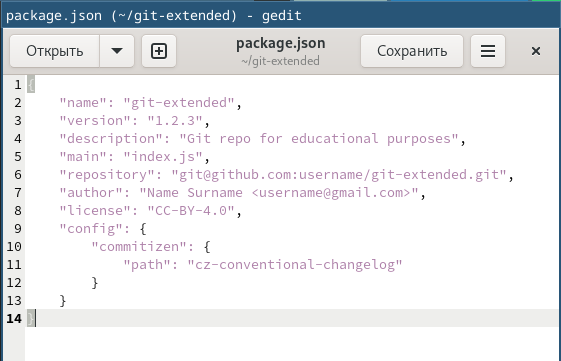 package.json (~/git-extended) - gedit
Открыть
package.json
~/git-extended
Сохранить
1 {
2     "name": "git-extended",
3     "version": "1.2.3",
4     "description": "Git repo for educational purposes",
5     "main": "index.js",
6     "repository": "git@github.com:username/git-extended.git",
7     "author": "Name Surname <username@gmail.com>",
8     "license": "CC-BY-4.0",
9     "config": {
10         "commitizen": {
11             "path": "cz-conventional-changelog"
12         }
13     }
14 }